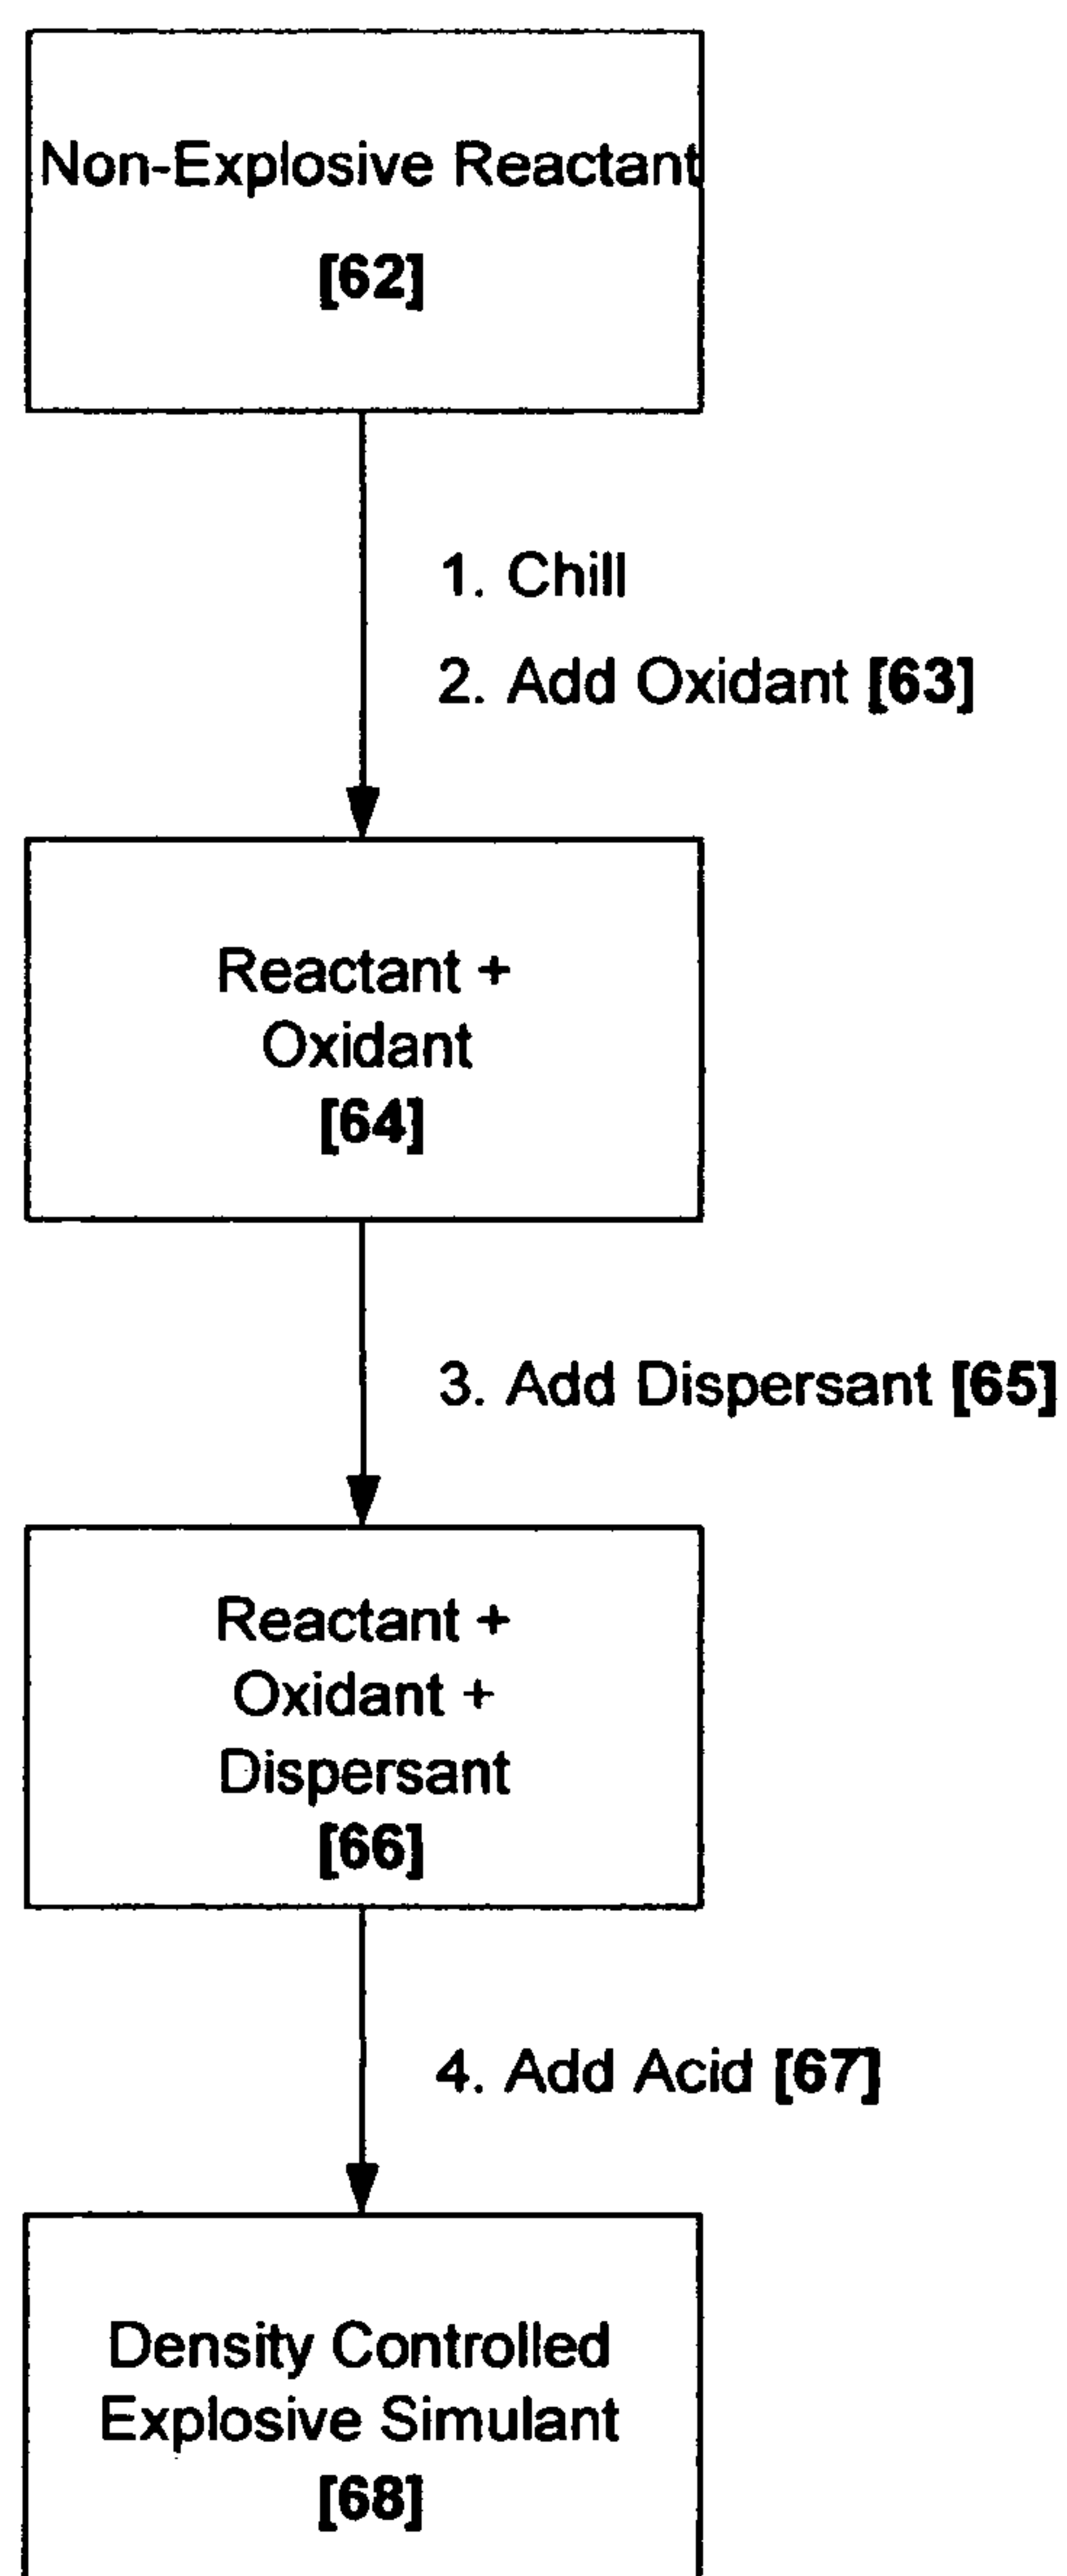 Non-Explosive Reactant
[62]
1. Chill
2. Add Oxidant [63]
Reactant +
Oxidant
[64]
3. Add Dispersant [65]
Reactant +
Oxidant +
Dispersant
[66]
4. Add Acid [67]
Density Controlled
Explosive Simulant
[68]